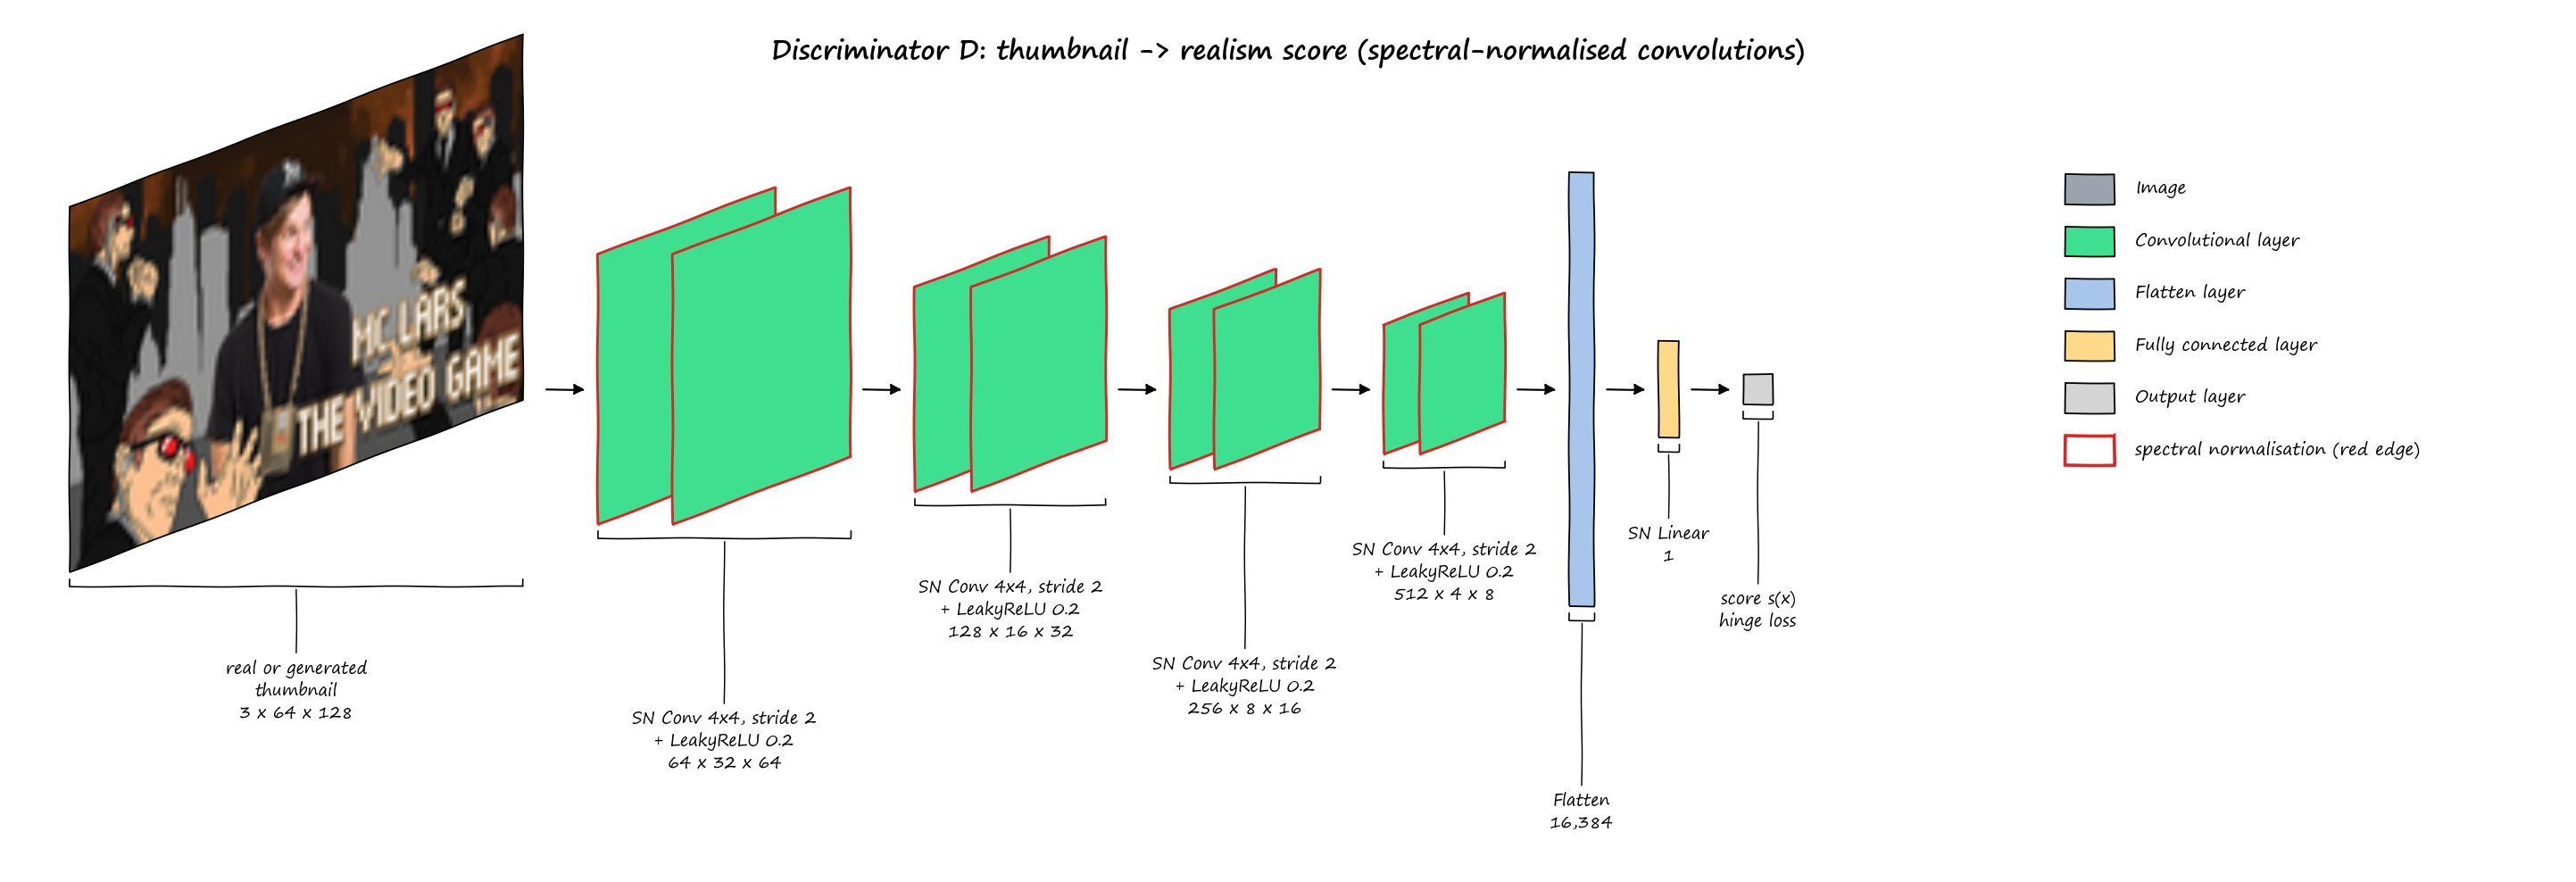 Discriminator D: thumbnail -> realism score (spectral-normalised convolutions)
MC LARS
THE VIDEO GAME
real or generated
thumbnail
3 x 64 x 128
SN Conv 4x4, stride 2
+ LeakyReLU 0.2
64 x 32 x 64
SN Conv 4x4, stride 2
+ LeakyReLU 0.2
128 x 16 x 32
SN Conv 4x4, stride 2
+ LeakyReLU 0.2
256 x 8 x 16
SN Conv 4x4, stride 2
+ LeakyReLU 0.2
512 x 4 x 8
Flatten
16,384
SN Linear
1
score s(x)
hinge loss
Image
Convolutional layer
Flatten layer
Fully connected layer
Output layer
spectral normalisation (red edge)